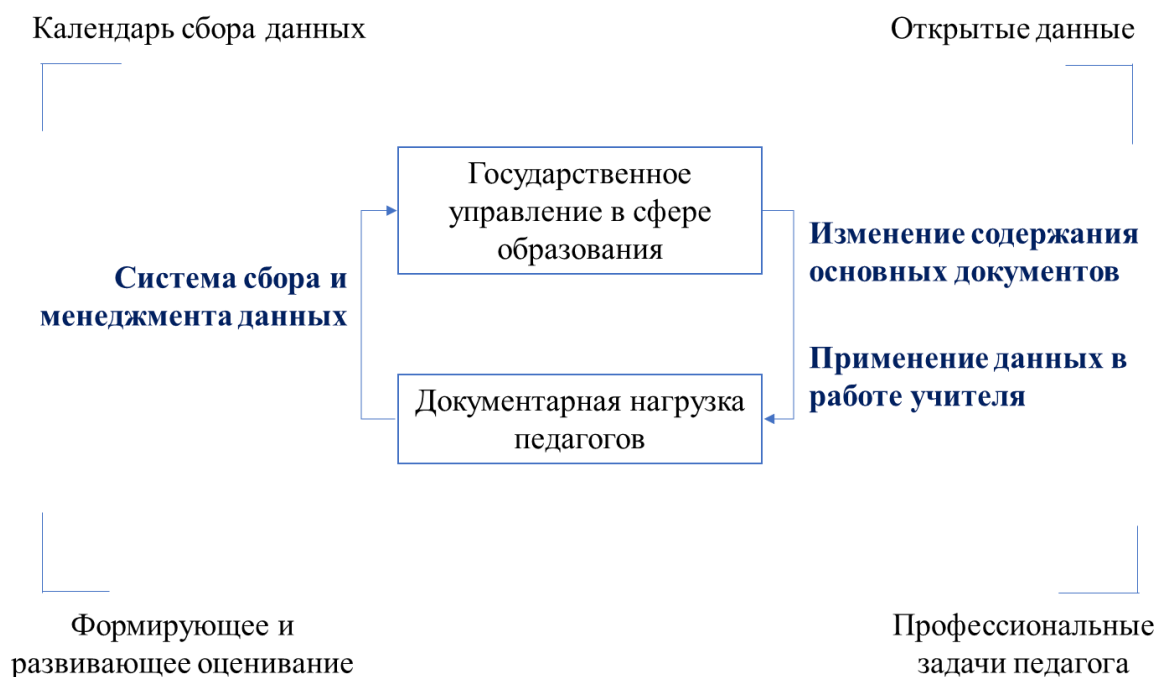 Календарь сбора данных
Открытые данные
Государственное
управление в сфере
образования
Система сбора и
менеджмента данных
Изменение содержания
основных документов
Применение данных в
работе учителя
Документарная нагрузка
педагогов
Формирующее и
развивающее оценивание
Профессиональные
задачи педагога